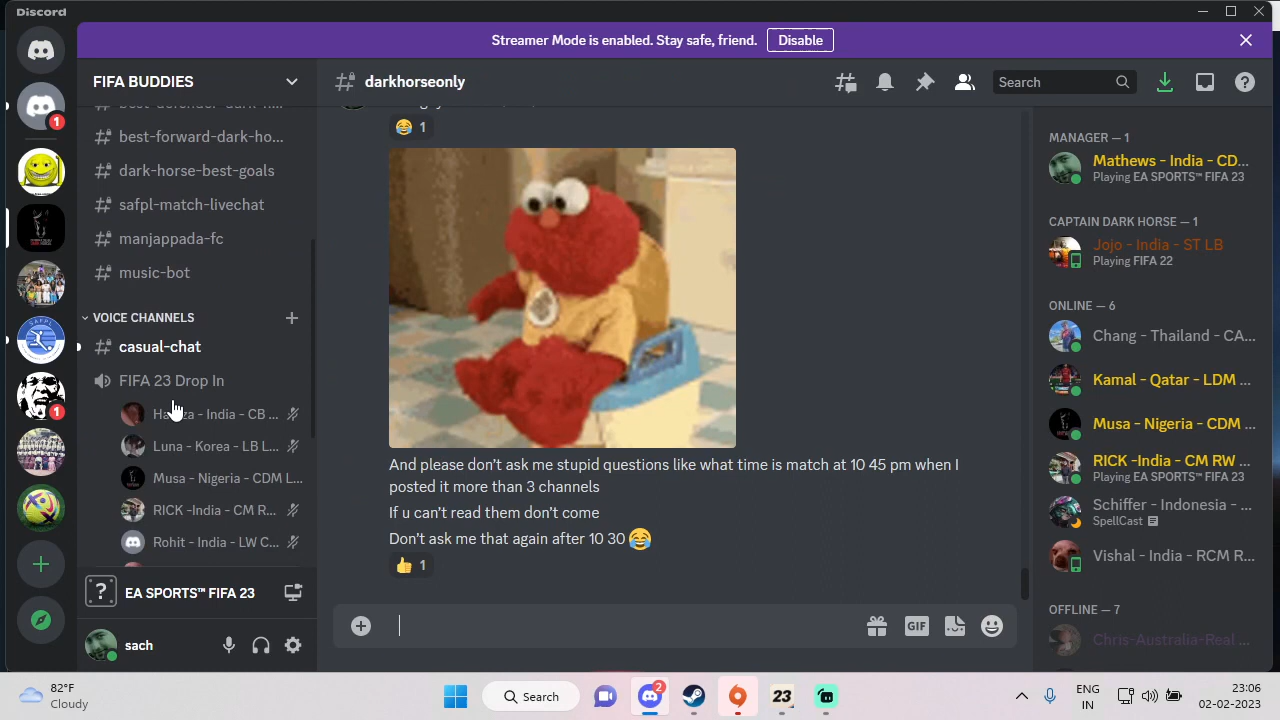 Discord
Streamer Mode is enabled. Stay safe, friend. Disable
FIFA BUDDIES
darkhorseonly
Search
best-forward-dark-ho...
dark-horse-best-goals
safpl-match-livechat
manjappada-fc
music-bot
VOICE CHANNELS
casual-chat
FIFA 23 Drop In
- India - CB ...
Luna - Korea - LB L...
Musa - Nigeria - CDM L...
RICK -India - CM R...
Rohit - India - LW C...
EA SPORTS™ FIFA 23
sach
1
1
😂 1
And please don't ask me stupid questions like what time is match at 10 45 pm when I
posted it more than 3 channels
If u can't read them don't come
Don't ask me that again after 10 30 😂
👍 1
GIF
MANAGER — 1
Mathews - India - CD...
Playing EA SPORTS™ FIFA 23
CAPTAIN DARK HORSE — 1
Jojo - India - ST LB
Playing FIFA 22
ONLINE — 6
Chang - Thailand - CA...
Kamal - Qatar - LDM ...
Musa - Nigeria - CDM ...
RICK -India - CM RW ...
Playing EA SPORTS™ FIFA 23
Schiffer - Indonesia - ...
SpellCast
Vishal - India - RCM R...
OFFLINE — 7
Chris-Australia-Real ...
82°F
Cloudy
Search
2
23
ENG
IN
23:06
02-02-2023